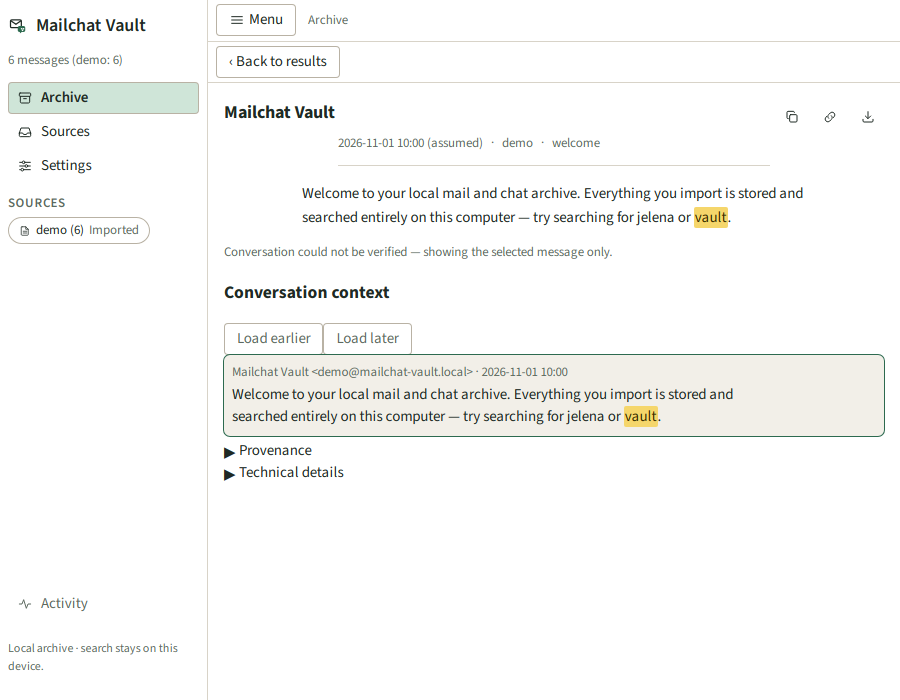 Mailchat Vault
6 messages (demo: 6)
Archive
Sources
Settings
SOURCES
demo (6) Imported
Activity
Local archive · search stays on this
device.
Menu
Archive
‹ Back to results
Mailchat Vault
2026-11-01 10:00 (assumed) · demo · welcome
Welcome to your local mail and chat archive. Everything you import is stored and
searched entirely on this computer — try searching for jelena or vault.
Conversation could not be verified — showing the selected message only.
Conversation context
Load earlier
Load later
Mailchat Vault <demo@mailchat-vault.local> · 2026-11-01 10:00
Welcome to your local mail and chat archive. Everything you import is stored and
searched entirely on this computer — try searching for jelena or vault.
Provenance
Technical details